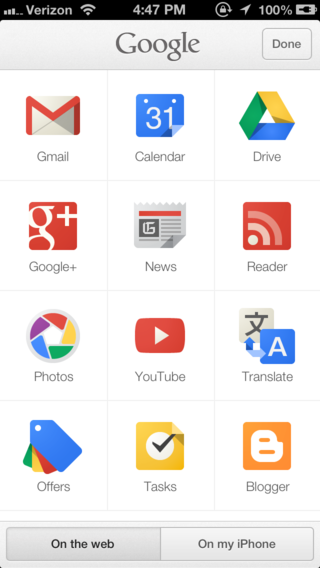 Verizon 4:47 PM 100%
Google Done
31
Gmail Calendar Drive
g+ G
Google+ News Reader
文 A
Photos YouTube Translate
Offers Tasks Blogger
On the web On my iPhone